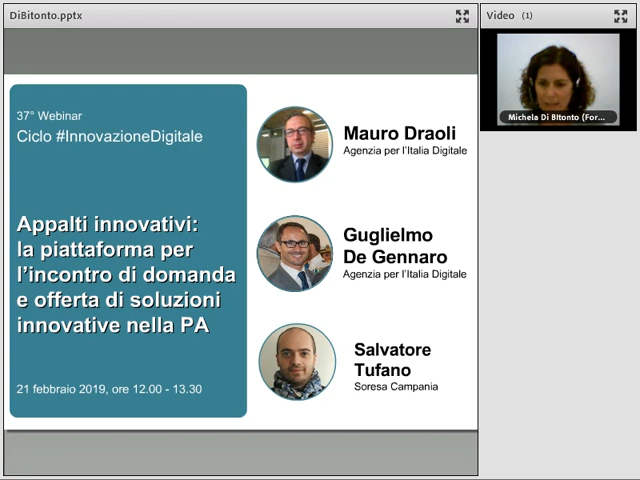 DiBitonto.pptx
Video (1)
Michela Di Bltonto (For...
37° Webinar
Ciclo #InnovazioneDigitale
Appalti innovativi:
la piattaforma per
l'incontro di domanda
e offerta di soluzioni
innovative nella PA
21 febbraio 2019, ore 12.00 - 13.30
Mauro Draoli
Agenzia per l'Italia Digitale
Guglielmo
De Gennaro
Agenzia per l'Italia Digitale
Salvatore
Tufano
Soresa Campania